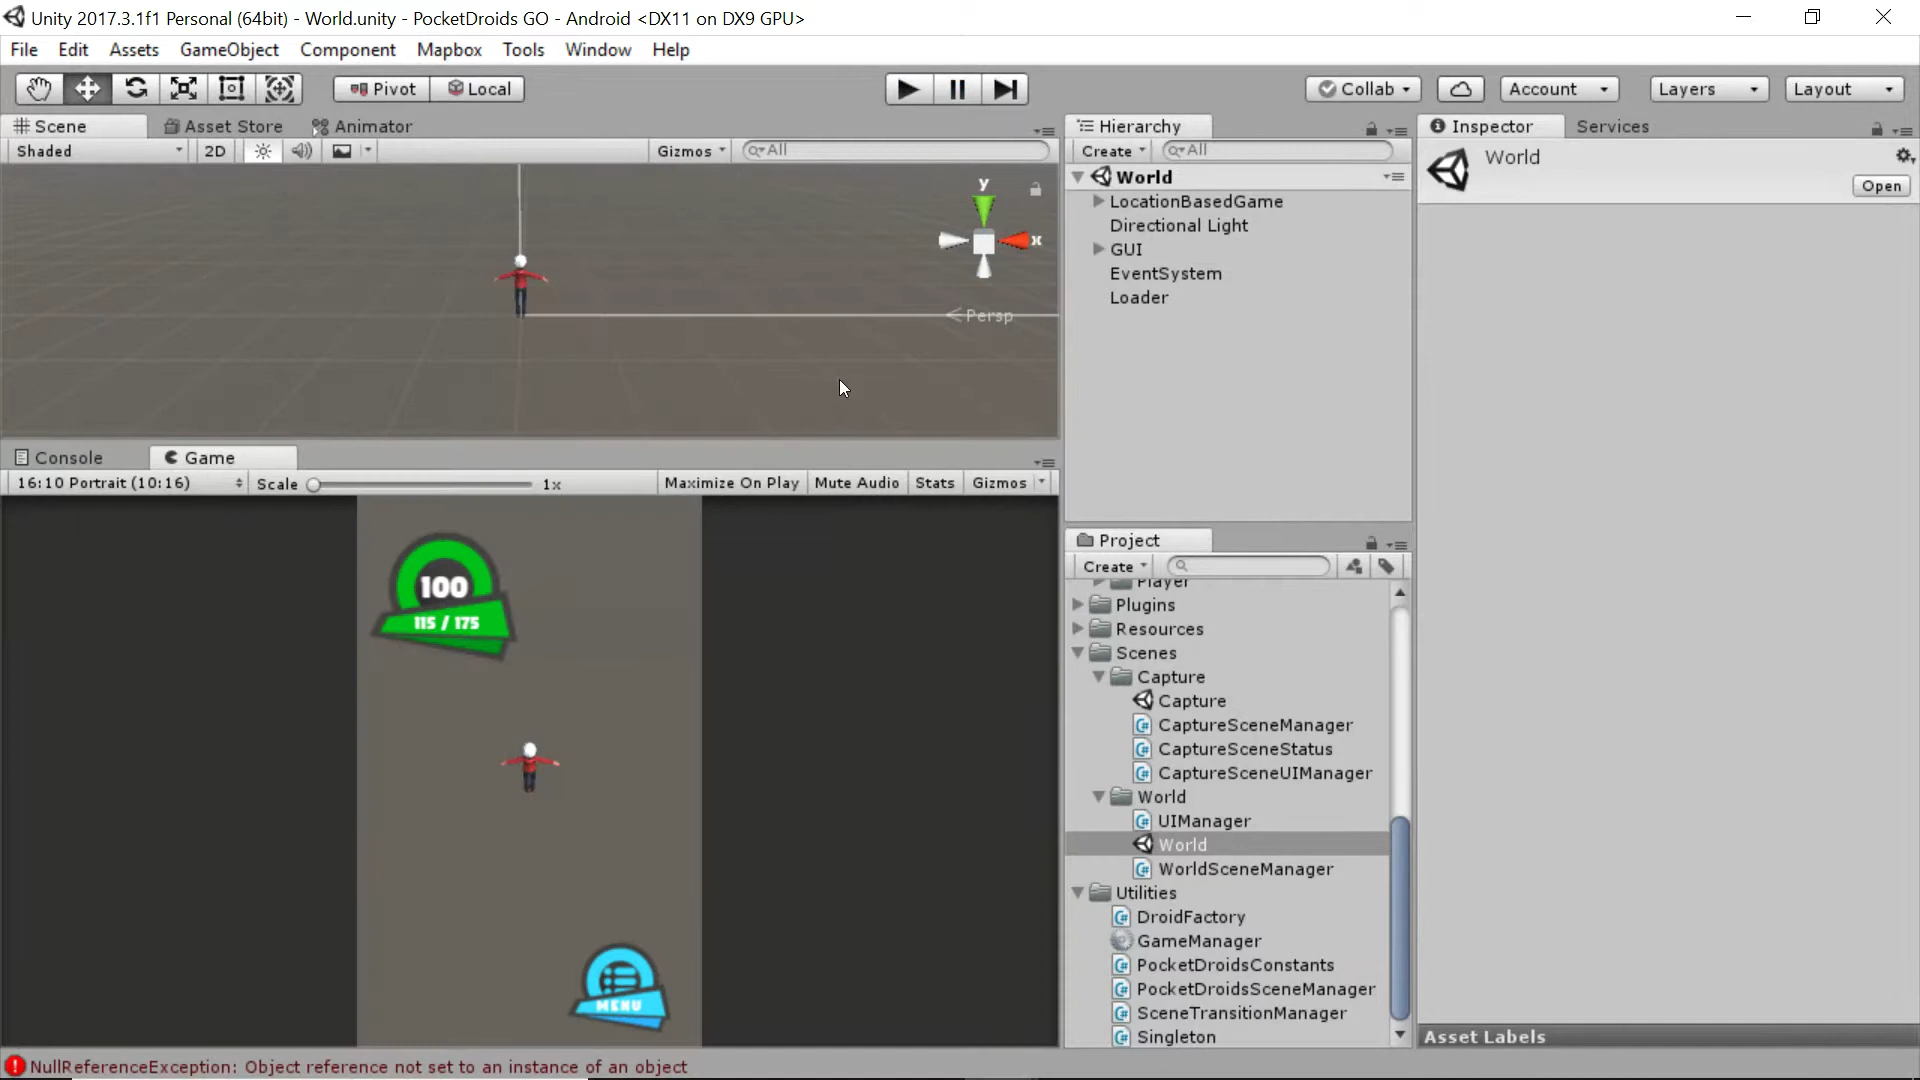 Unity 2017.3.1f1 Personal (64bit) - World.unity - PocketDroids GO - Android <DX11 on DX9 GPU>
File Edit Assets GameObject Component Mapbox Tools Window Help
Pivot Local Collab Account Layers Layout
Scene Asset Store Animator
Shaded 2D Gizmos All
y
x
Persp
Console Game
16:10 Portrait (10:16) Scale 1x Maximize On Play Mute Audio Stats Gizmos
100
115 / 175
MENU
Hierarchy
Create All
World
LocationBasedGame
Directional Light
GUI
EventSystem
Loader
Project
Create
Player
Plugins
Resources
Scenes
Capture
Capture
CaptureSceneManager
CaptureSceneStatus
CaptureSceneUIManager
World
UIManager
World
WorldSceneManager
Utilities
DroidFactory
GameManager
PocketDroidsConstants
PocketDroidsSceneManager
SceneTransitionManager
Singleton
Inspector Services
World
Open
Asset Labels
NullReferenceException: Object reference not set to an instance of an object